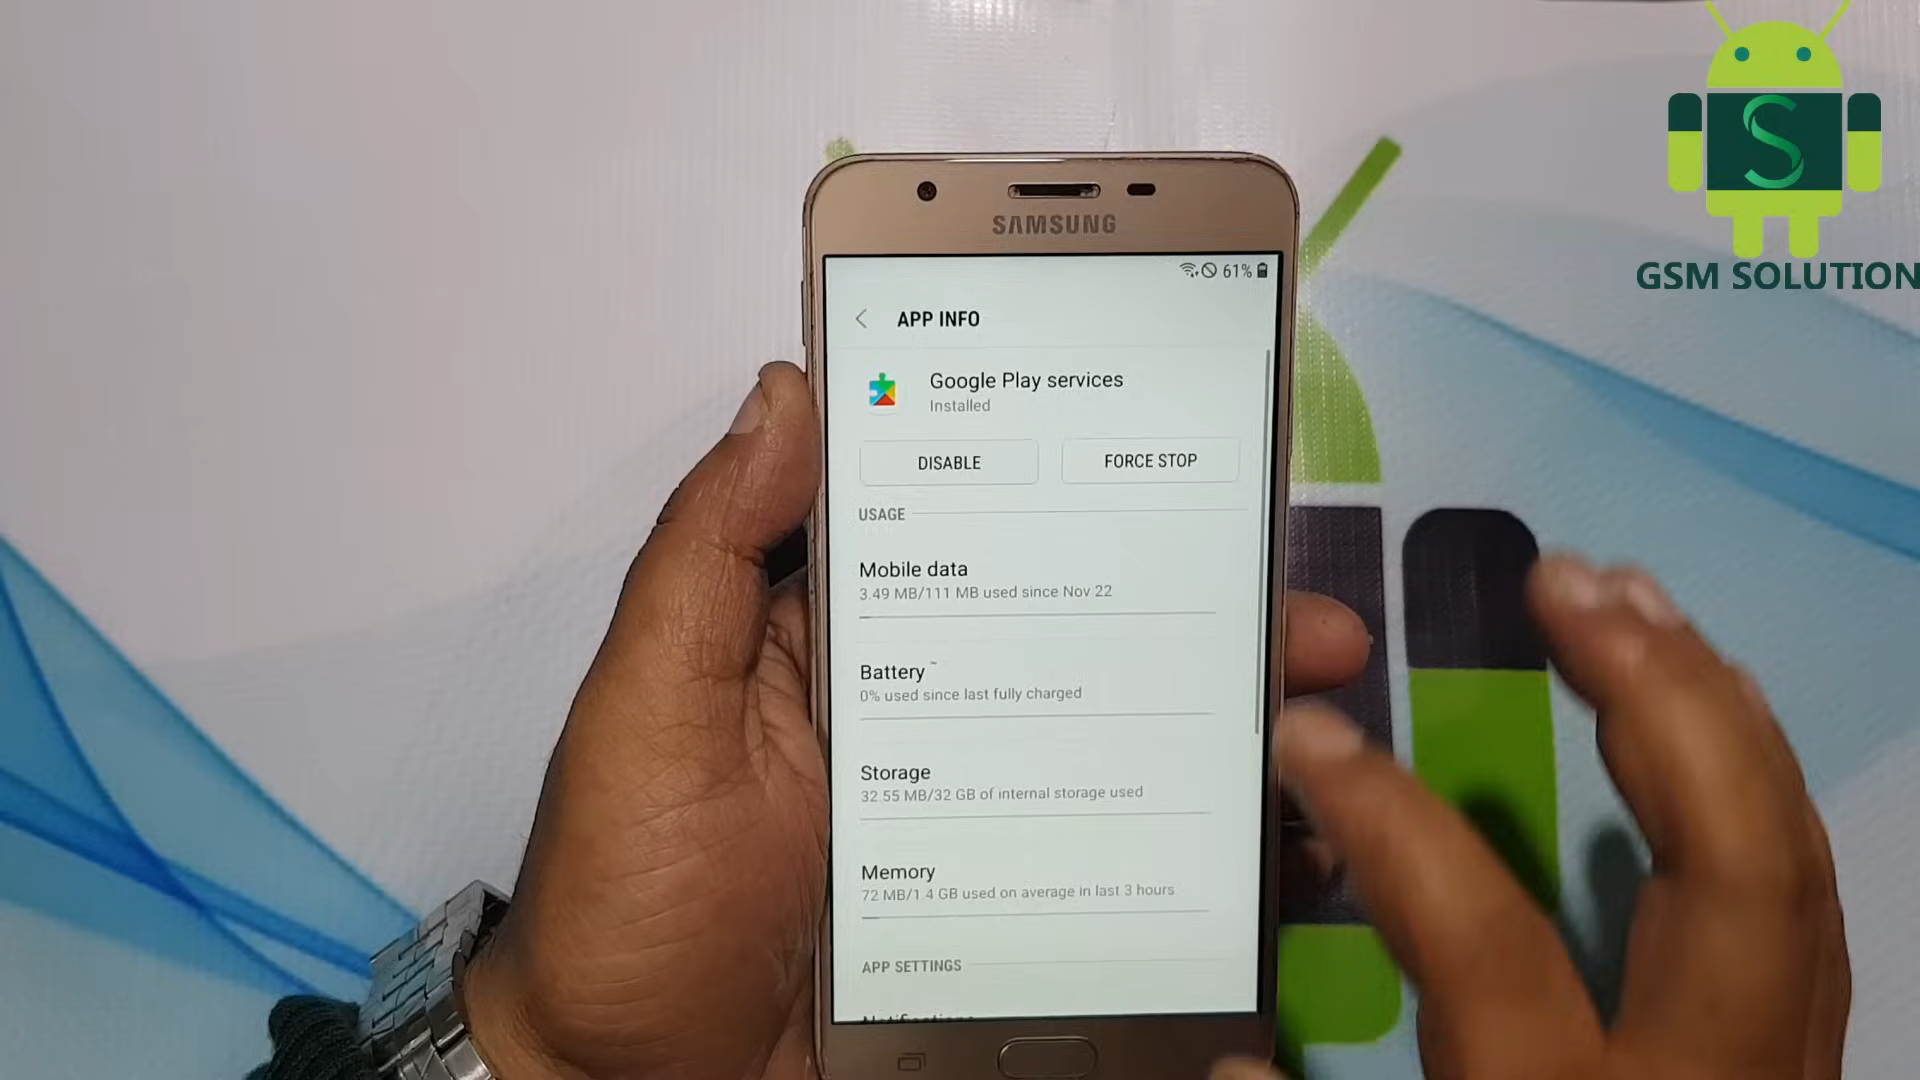 S
GSM SOLUTION
SAMSUNG
61%
APP INFO
Google Play services
Installed
DISABLE
FORCE STOP
USAGE
Mobile data
3.49 MB/111 MB used since Nov 22
Battery
0% used since last fully charged
Storage
32.55 MB/32 GB of internal storage used
Memory
72 MB/1.4 GB used on average in last 3 hours
APP SETTINGS
Notifications